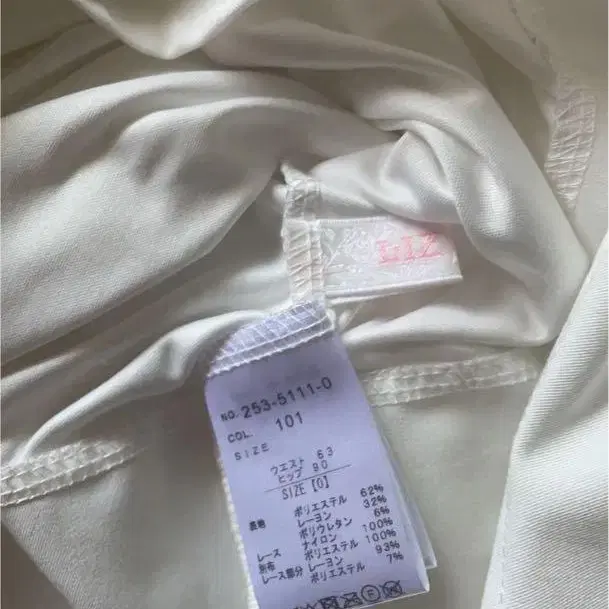 LIZ
NO. 253-5111-0
COL. 101
SIZE
ウエスト 63
ヒップ 90
SIZE [0]
表地 ポリエステル 62%
レーヨン 32%
ポリウレタン 6%
レース ナイロン 100%
別布 ポリエステル 100%
レース部分 レーヨン 93%
ポリエステル 7%